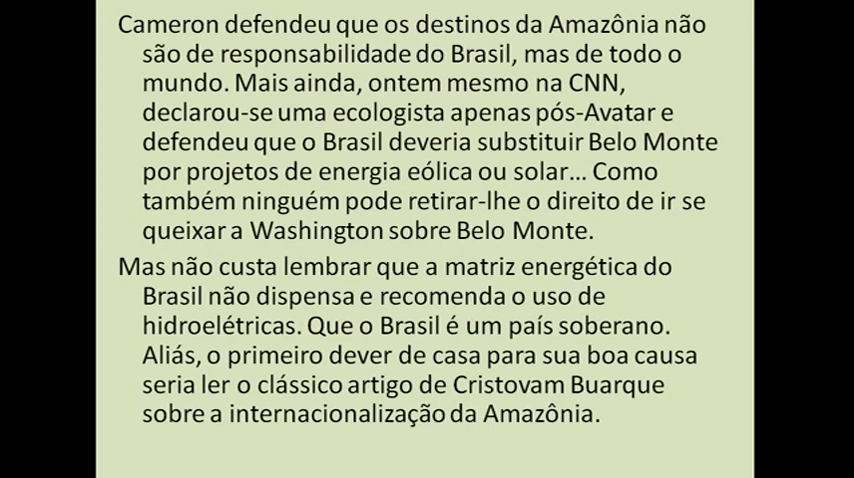 Cameron defendeu que os destinos da Amazônia não
são de responsabilidade do Brasil, mas de todo o
mundo. Mais ainda, ontem mesmo na CNN,
declarou-se uma ecologista apenas pós-Avatar e
defendeu que o Brasil deveria substituir Belo Monte
por projetos de energia eólica ou solar... Como
também ninguém pode retirar-lhe o direito de ir se
queixar a Washington sobre Belo Monte.
Mas não custa lembrar que a matriz energética do
Brasil não dispensa e recomenda o uso de
hidroelétricas. Que o Brasil é um país soberano.
Aliás, o primeiro dever de casa para sua boa causa
seria ler o clássico artigo de Cristovam Buarque
sobre a internacionalização da Amazônia.